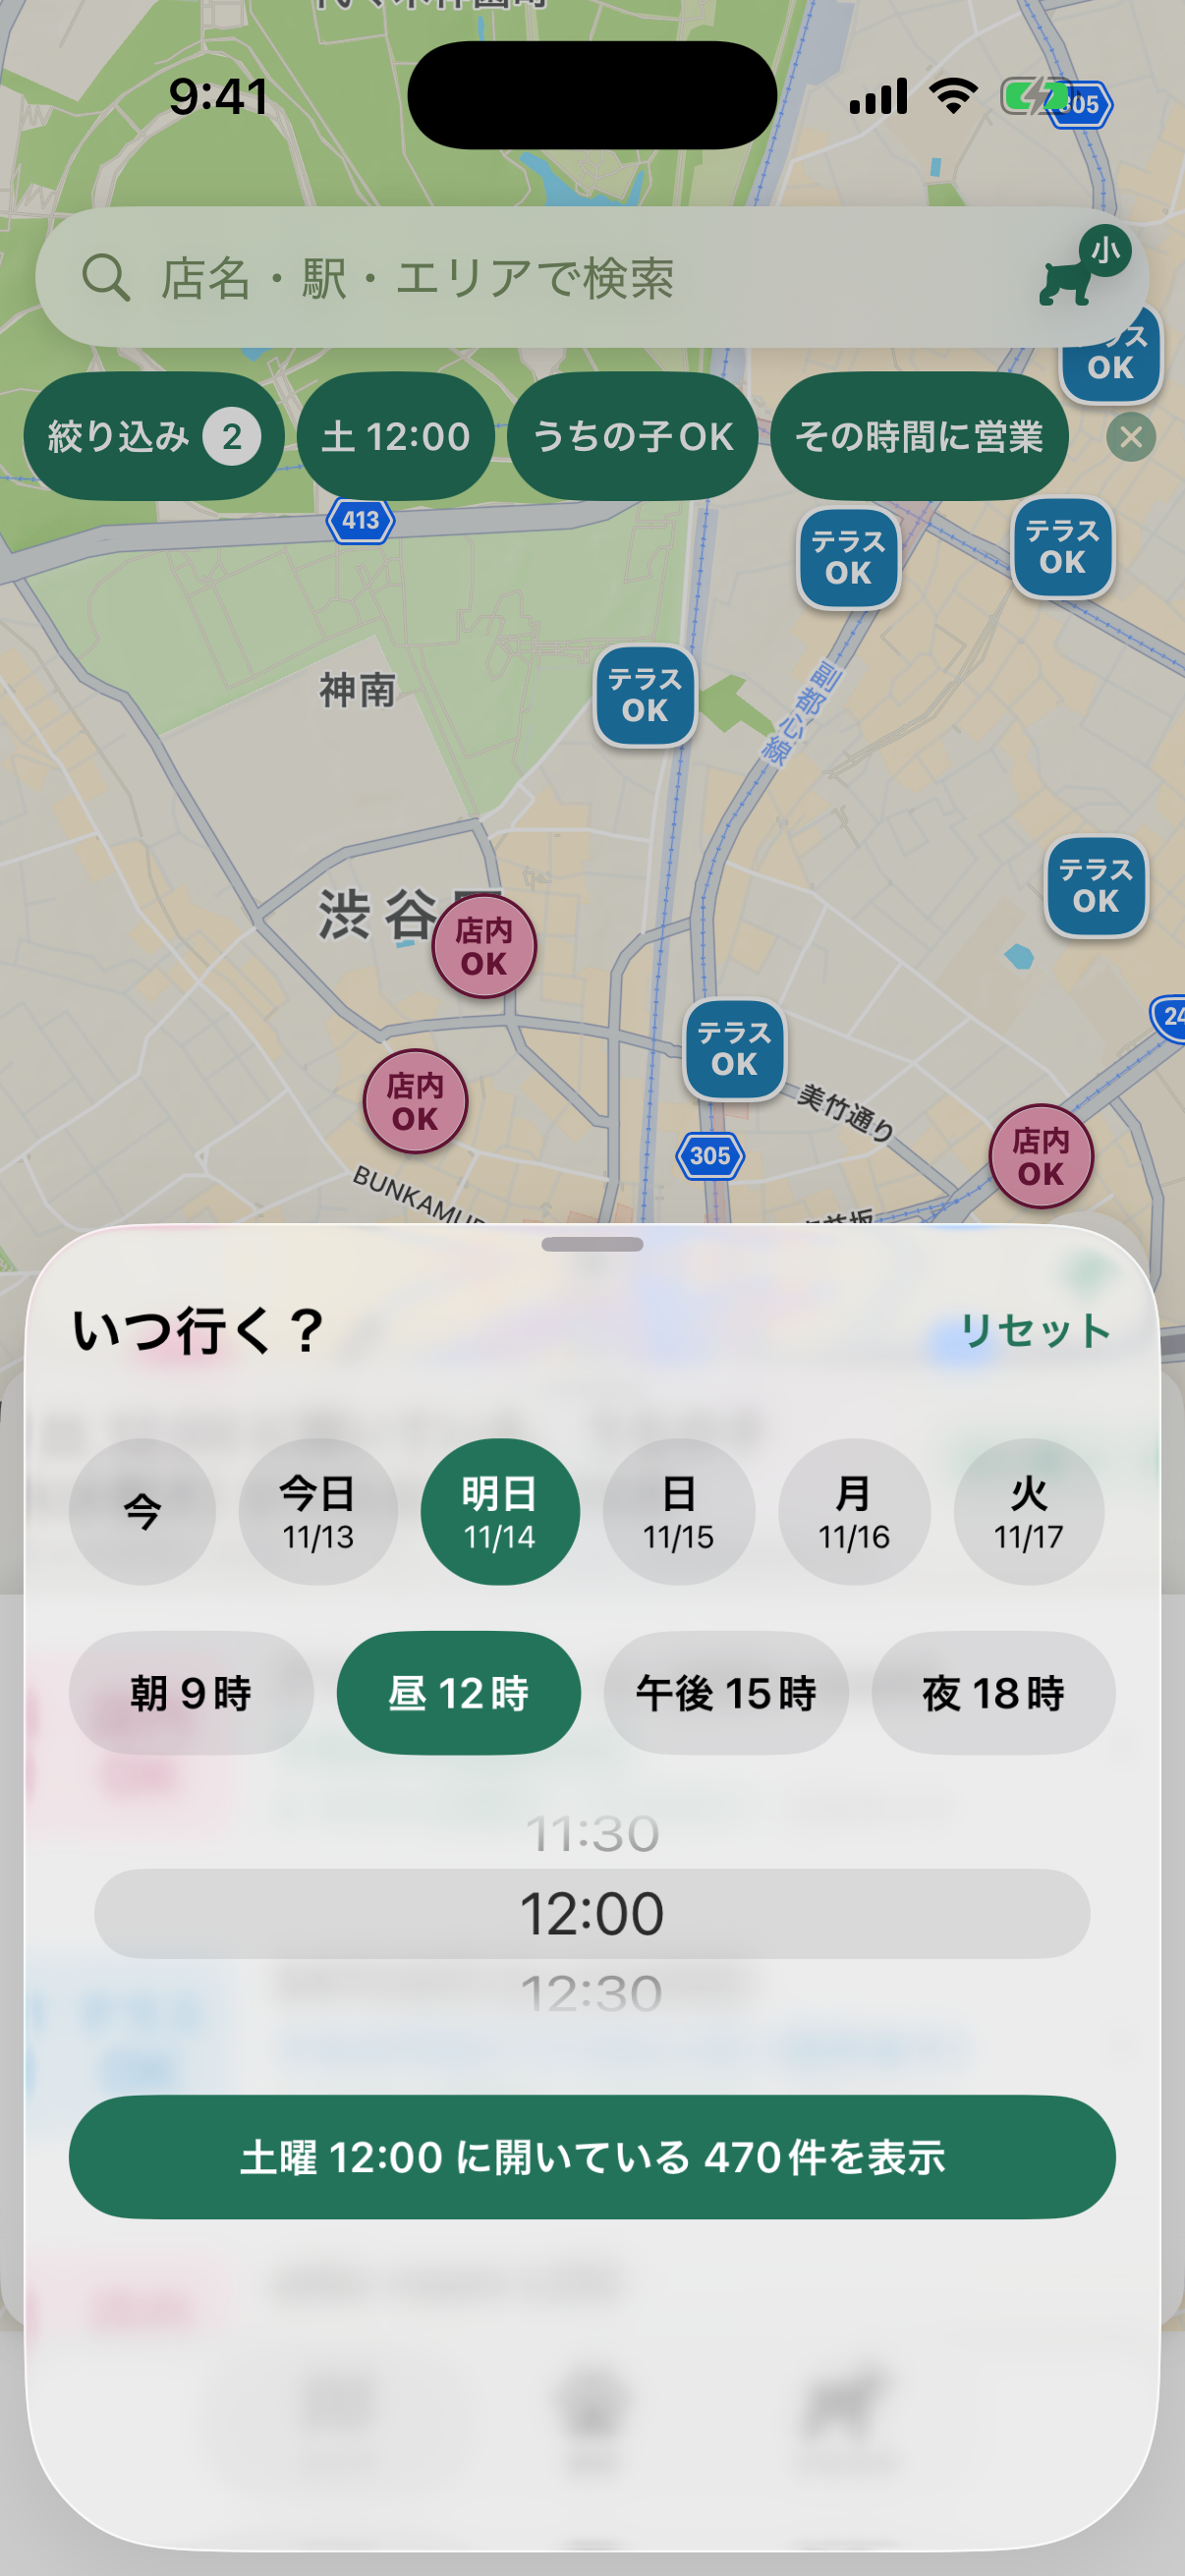 9:41
305
店名・駅・エリアで検索
小
OK
絞り込み 2
土 12:00
うちの子OK
その時間に営業
413
テラス
OK
テラス
OK
神南
テラス
OK
副都心線
テラス
OK
渋谷
店内
OK
24
テラス
OK
店内
OK
美竹通り
305
店内
OK
いつ行く？
リセット
今
今日
11/13
明日
11/14
日
11/15
月
11/16
火
11/17
朝 9時
昼 12時
午後 15時
夜 18時
11:30
12:00
12:30
土曜 12:00 に開いている 470件を表示